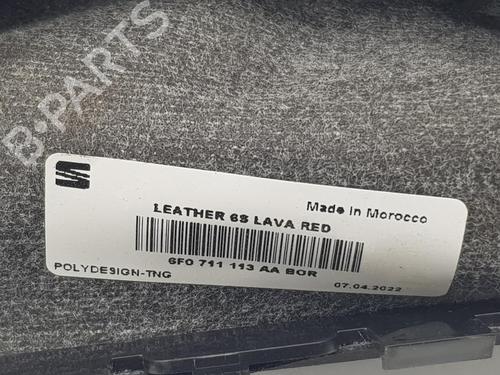 B-PARTS
LEATHER 6S LAVA RED
Made in Morocco
6F0 711 113 AA BOR
POLYDESIGN-TNG
07.04.2022